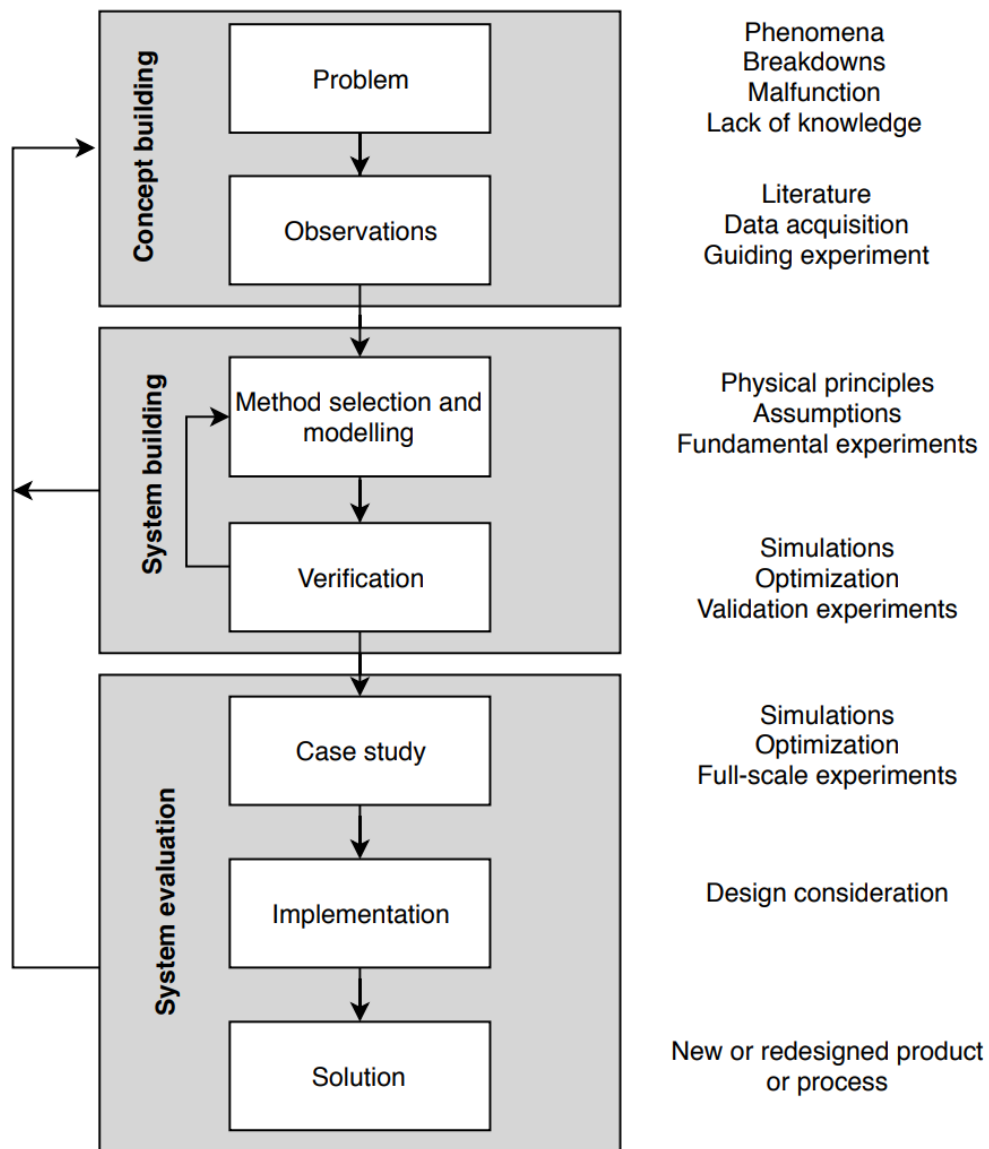 Concept building
Problem
Phenomena
Breakdowns
Malfunction
Lack of knowledge
Observations
Literature
Data acquisition
Guiding experiment
System building
Method selection and
modelling
Physical principles
Assumptions
Fundamental experiments
Verification
Simulations
Optimization
Validation experiments
System evaluation
Case study
Simulations
Optimization
Full-scale experiments
Implementation
Design consideration
Solution
New or redesigned product
or process